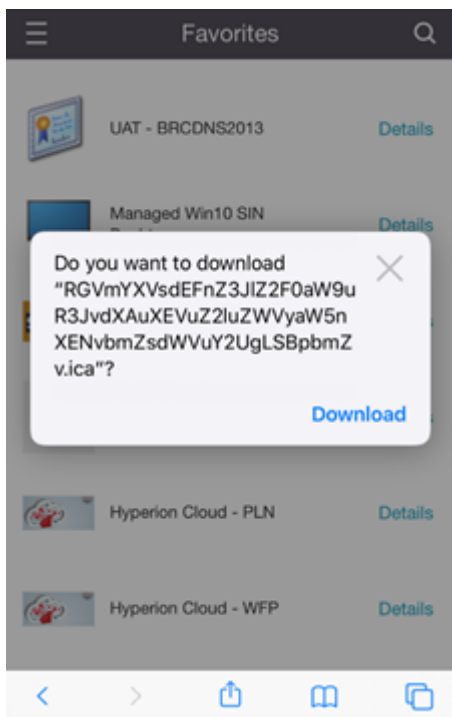 Favorites
UAT - BRCDNS2013
Details
Managed Win10 SIN
Details
Do you want to download
“RGVmYXVsdEFnZ3JlZ2F0aW9u
R3JvdXAuXEVuZ2luZWVyaW5n
XENvbmZsdWVuY2UgLSBpbmZ
v.ica”?
Download
Hyperion Cloud - PLN
Details
Hyperion Cloud - WFP
Details